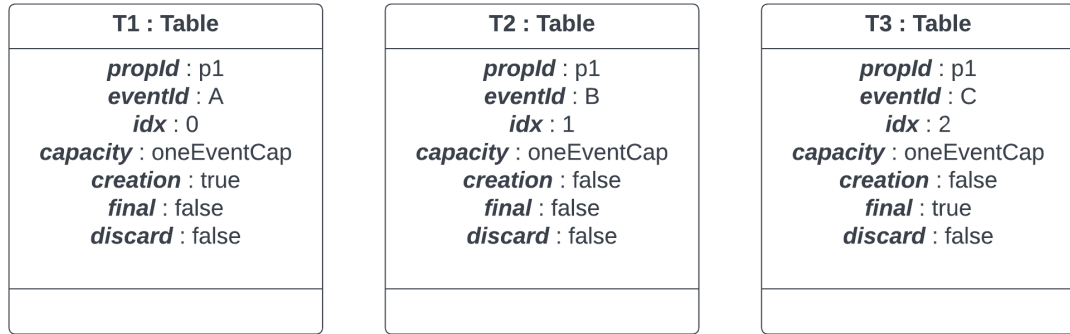 T1 : Table
propId : p1
eventId : A
idx : 0
capacity : oneEventCap
creation : true
final : false
discard : false
T2 : Table
propId : p1
eventId : B
idx : 1
capacity : oneEventCap
creation : false
final : false
discard : false
T3 : Table
propId : p1
eventId : C
idx : 2
capacity : oneEventCap
creation : false
final : true
discard : false